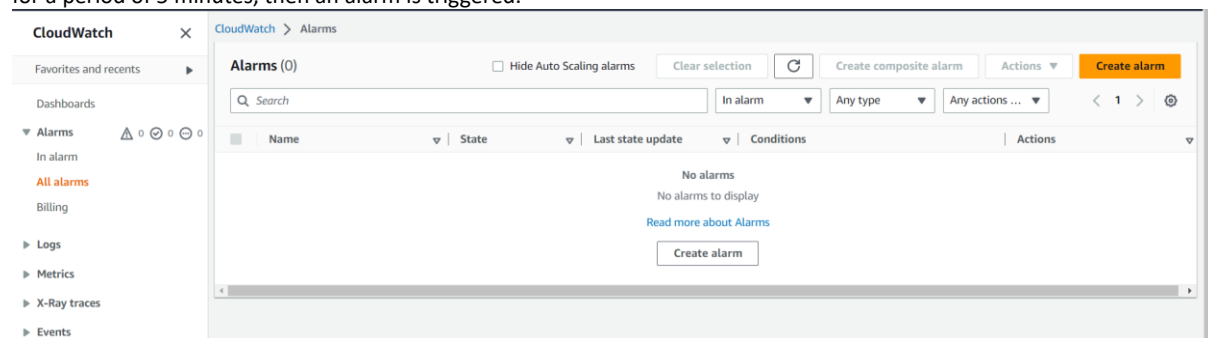 for a period of 5 minutes, then an alarm is triggered.
CloudWatch
CloudWatch > Alarms
Favorites and recents
Alarms (0)
Hide Auto Scaling alarms
Clear selection
Create composite alarm
Actions
Create alarm
Dashboards
Search
In alarm
Any type
Any actions ...
< 1 >
Alarms 0 0 0
Name
State
Last state update
Conditions
Actions
In alarm
All alarms
Billing
No alarms
No alarms to display
Read more about Alarms
Create alarm
Logs
Metrics
X-Ray traces
Events